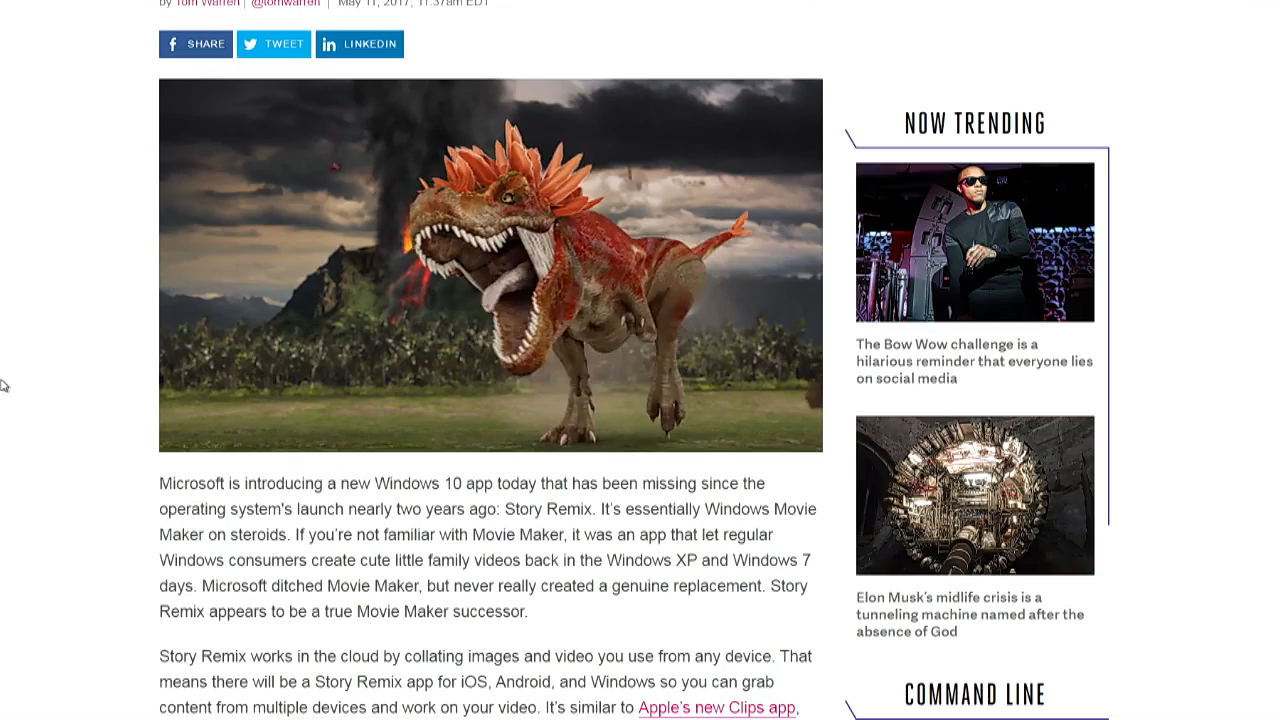 by Tom Warren | @tomwarren | May 11, 2017, 11:37am EDT
SHARE
TWEET
LINKEDIN
Microsoft is introducing a new Windows 10 app today that has been missing since the
operating system's launch nearly two years ago: Story Remix. It's essentially Windows Movie
Maker on steroids. If you're not familiar with Movie Maker, it was an app that let regular
Windows consumers create cute little family videos back in the Windows XP and Windows 7
days. Microsoft ditched Movie Maker, but never really created a genuine replacement. Story
Remix appears to be a true Movie Maker successor.
Story Remix works in the cloud by collating images and video you use from any device. That
means there will be a Story Remix app for iOS, Android, and Windows so you can grab
content from multiple devices and work on your video. It's similar to Apple's new Clips app,
NOW TRENDING
The Bow Wow challenge is a
hilarious reminder that everyone lies
on social media
Elon Musk's midlife crisis is a
tunneling machine named after the
absence of God
COMMAND LINE